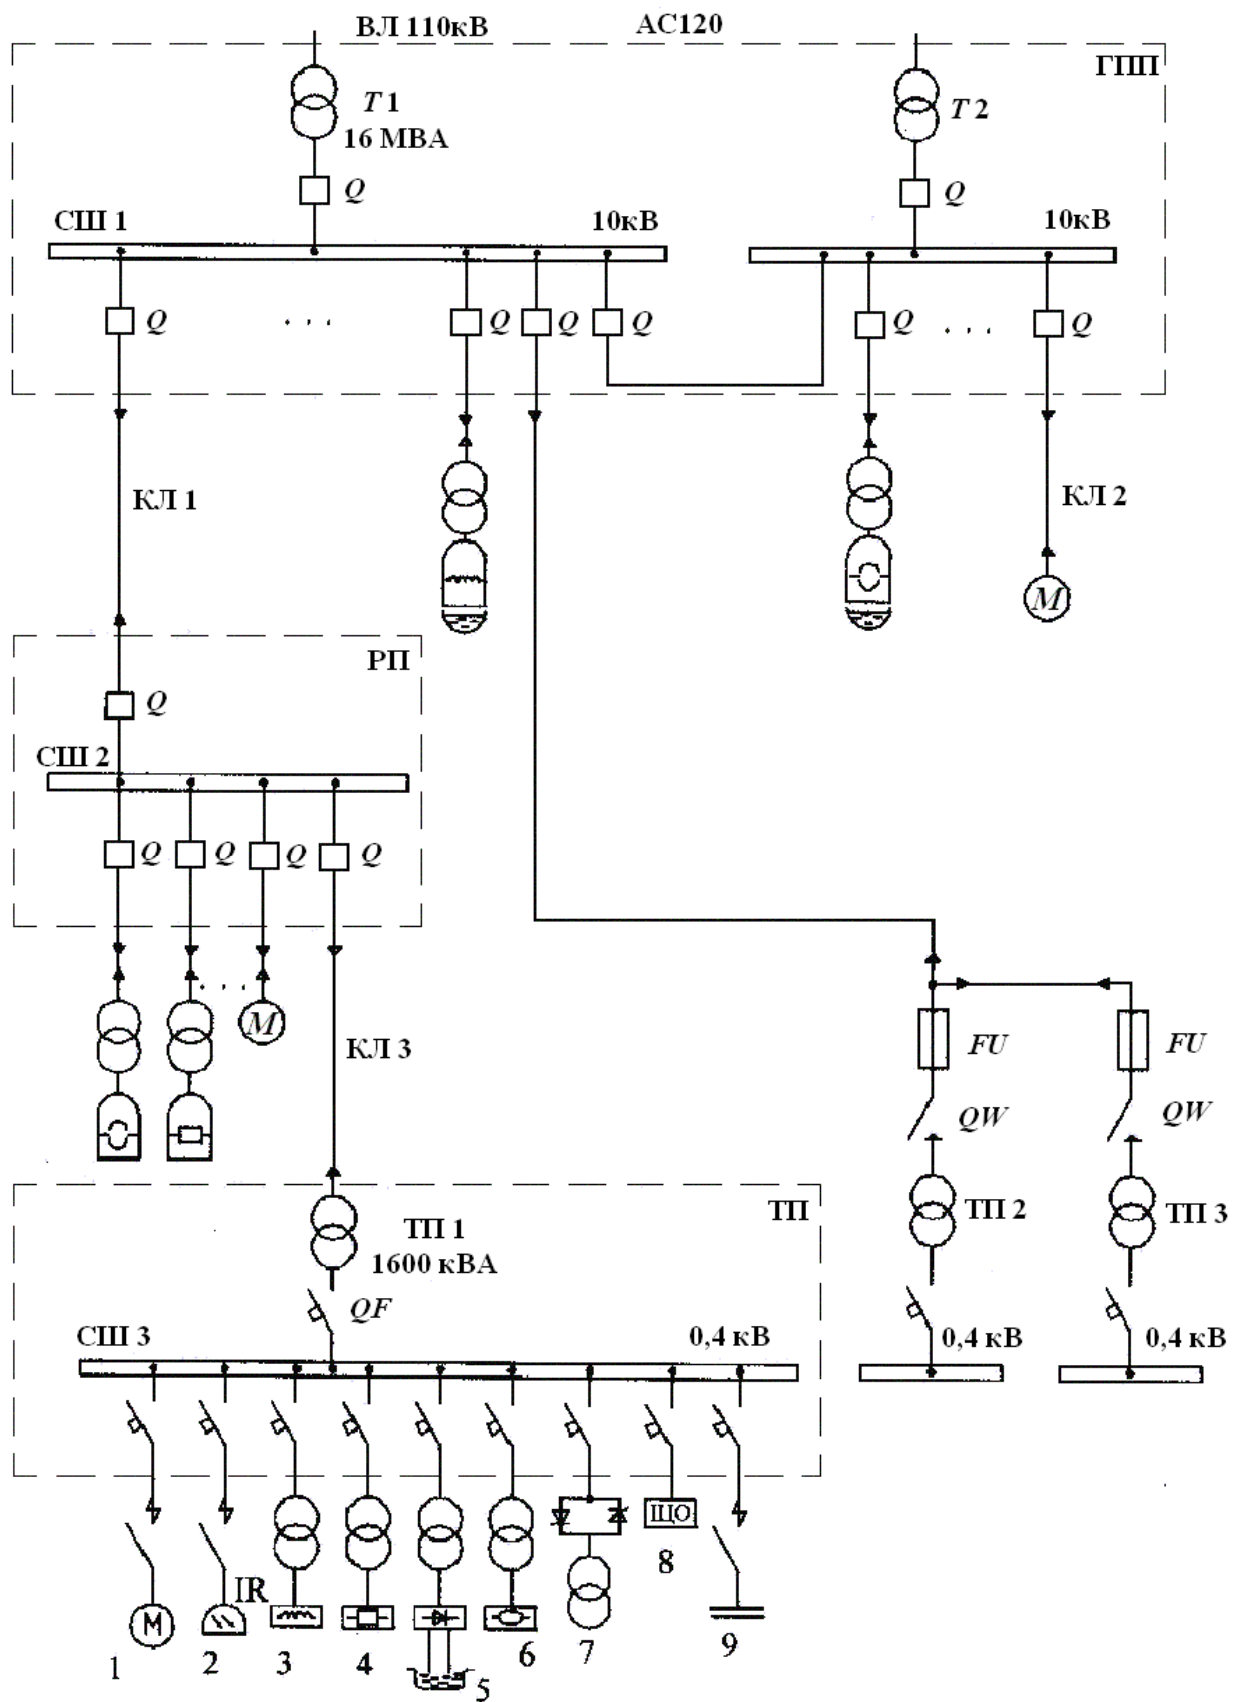 ВЛ 110кВ
АС120
ГПП
Т 1
16 МВА
Т 2
Q
Q
СШ 1
10кВ
10кВ
Q
. . .
Q
Q
Q
Q
. . .
Q
КЛ 1
КЛ 2
М
РП
Q
СШ 2
Q
Q
Q
Q
. . .
М
КЛ 3
FU
FU
QW
QW
ТП
ТП 1
1600 кВА
ТП 2
ТП 3
QF
СШ 3
0,4 кВ
0,4 кВ
0,4 кВ
ЩО
IR
М
1
2
3
4
5
6
7
8
9